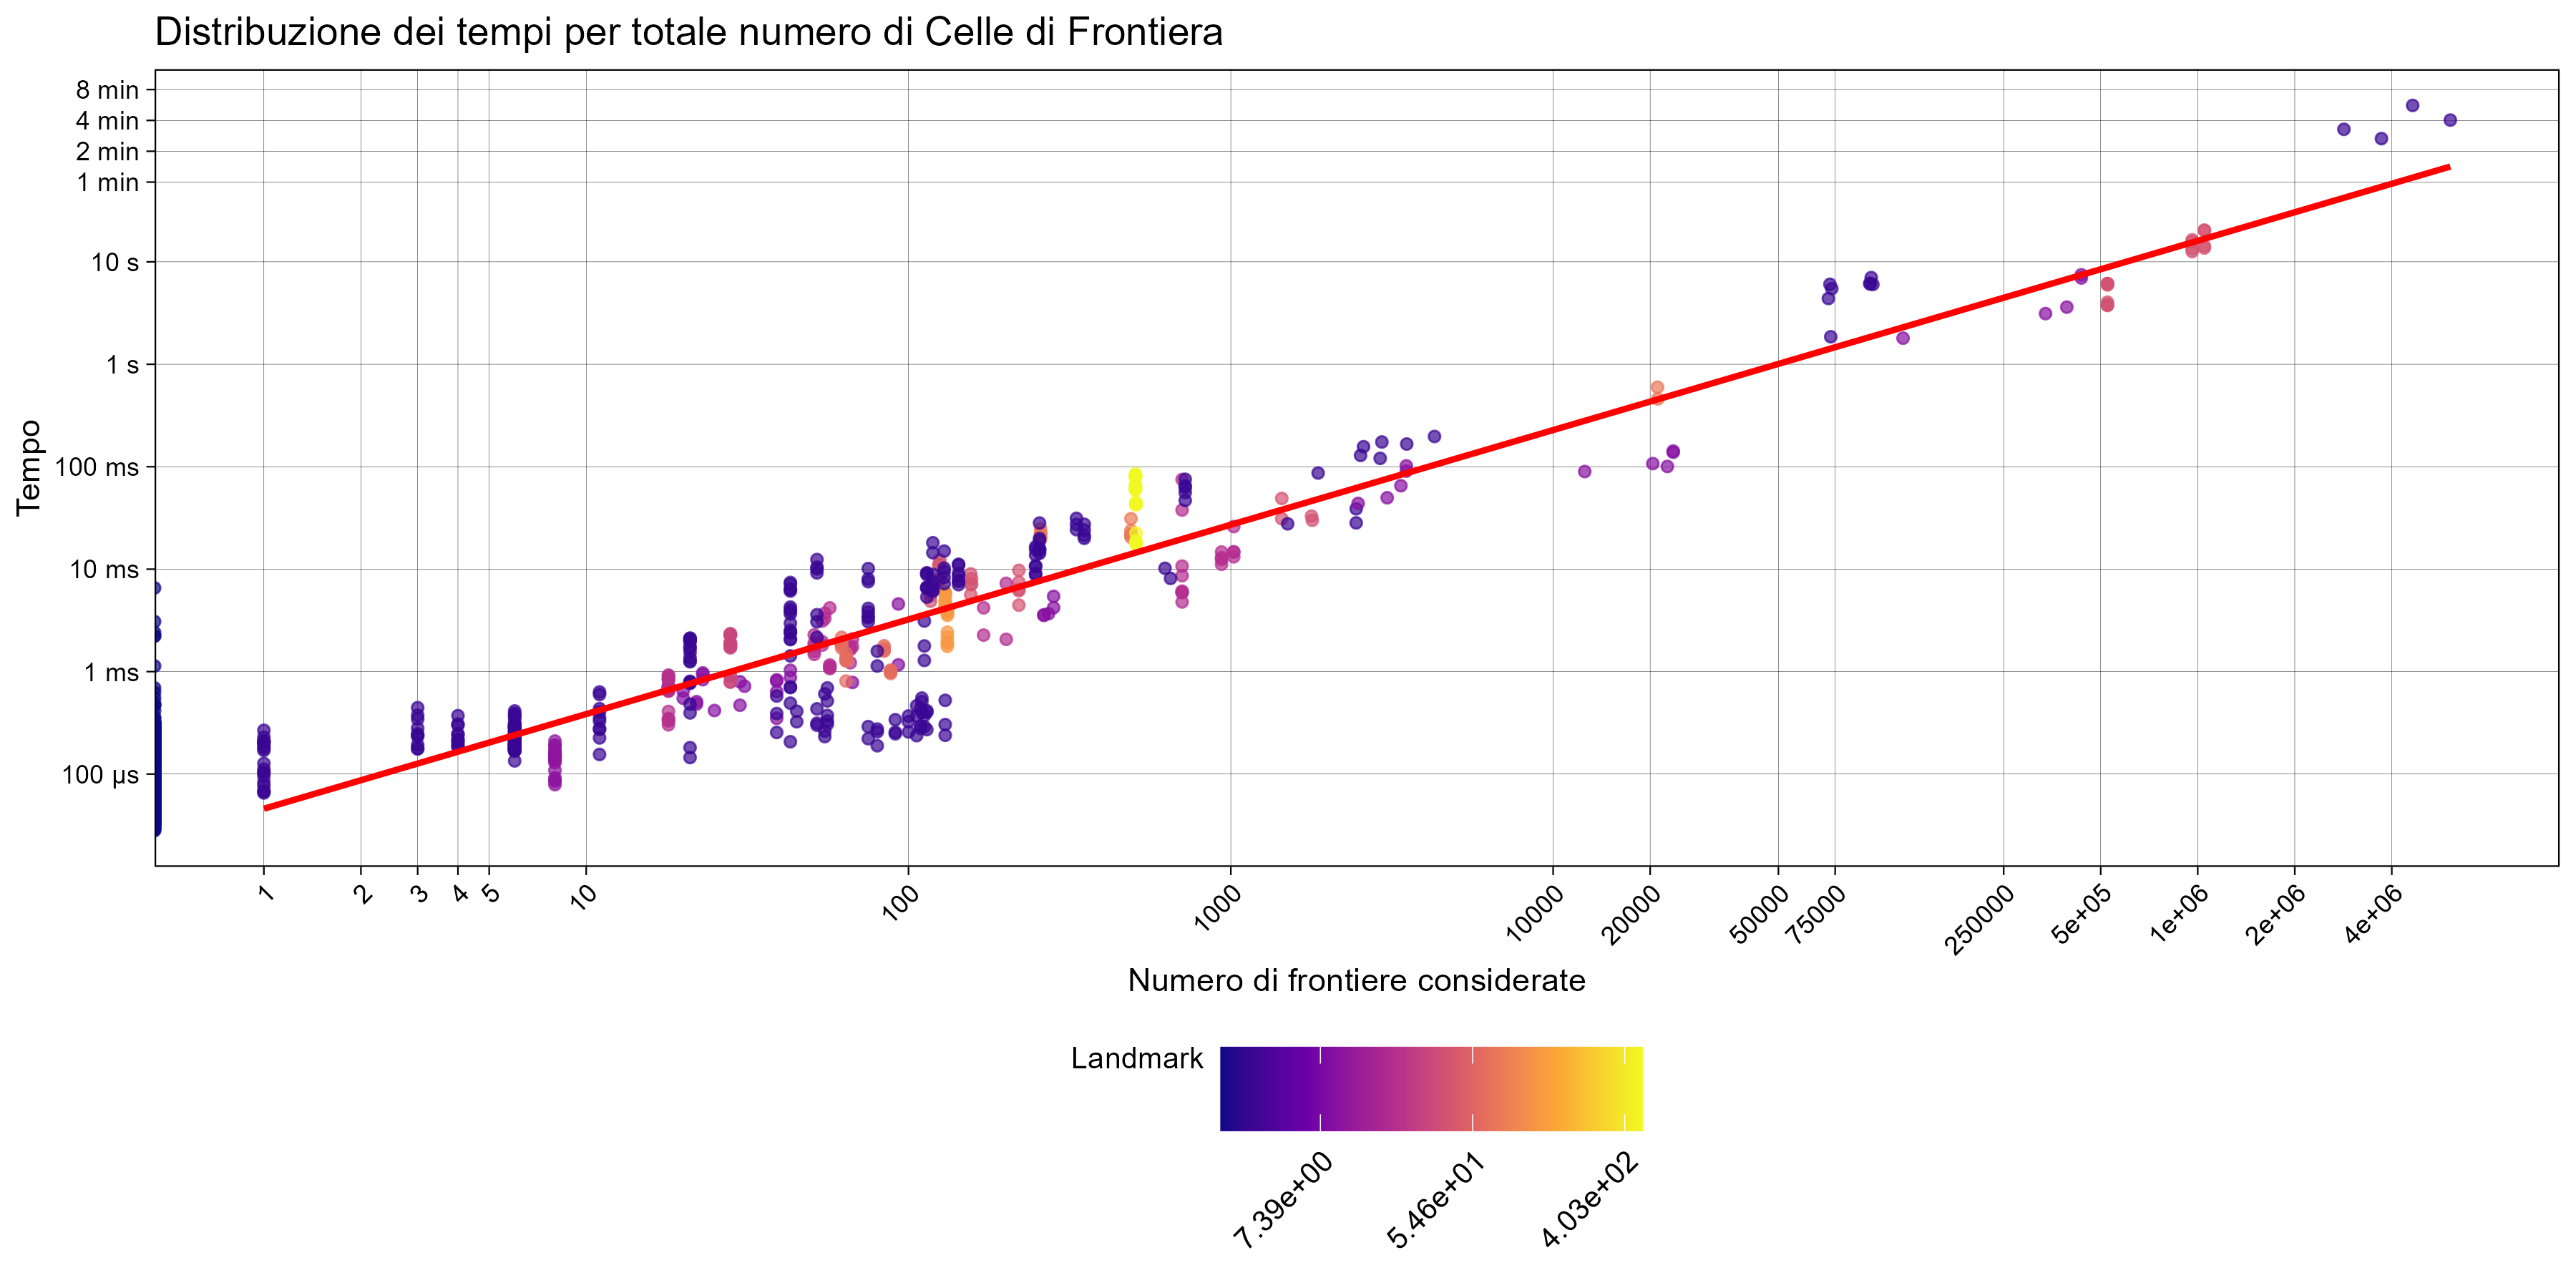 Distribuzione dei tempi per totale numero di Celle di Frontiera
8 min
4 min
2 min
1 min
10 s
1 s
100 ms
10 ms
1 ms
100 µs
Tempo
1
2
3
4
5
10
100
1000
10000
20000
50000
75000
250000
5e+05
1e+06
2e+06
4e+06
Numero di frontiere considerate
Landmark
7.39e+00
5.46e+01
4.03e+02